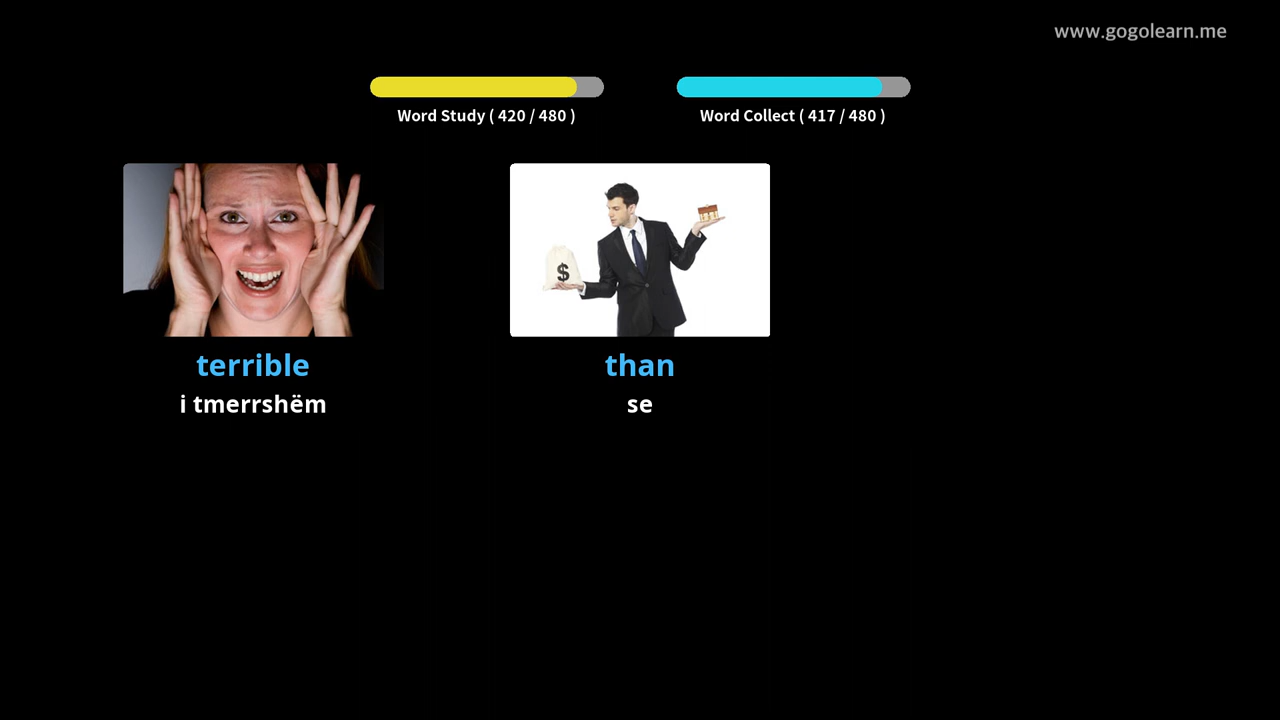 www.gogolearn.me
Word Study ( 420 / 480 )
Word Collect ( 417 / 480 )
$
terrible
than
i tmerrshëm
se